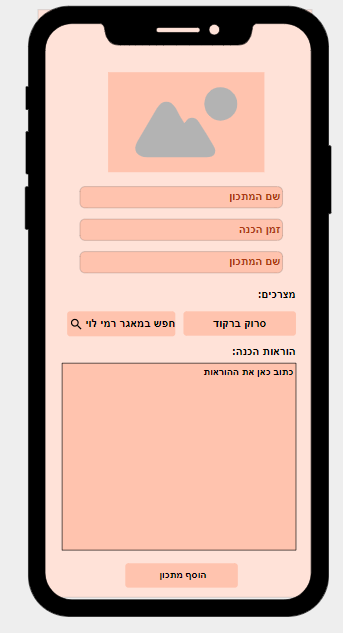 שם המתכון
זמן הכנה
שם המתכון
מצרכים:
סרוק ברקוד
חפש במאגר רמי לוי
הוראות הכנה:
כתוב כאן את ההוראות
הוסף מתכון